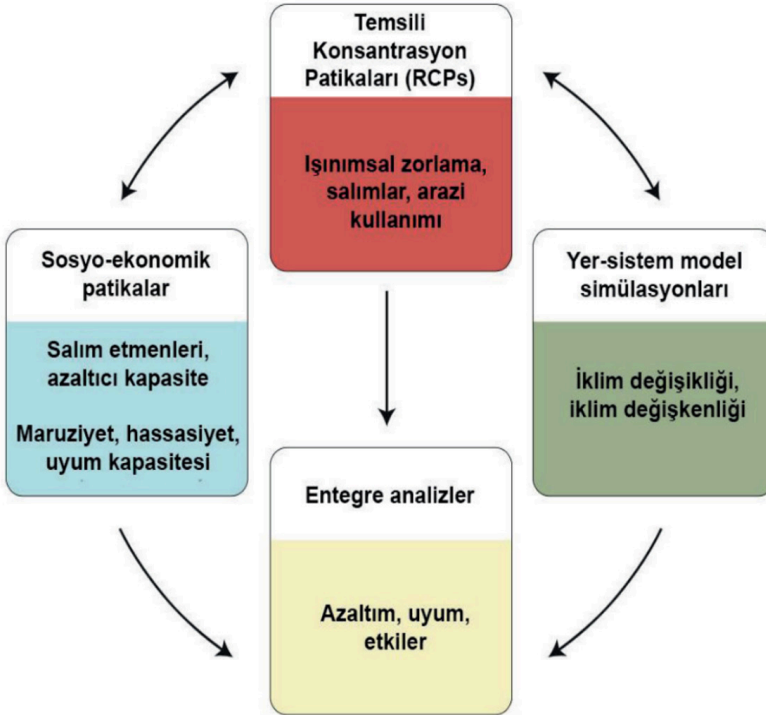 Temsili
Konsantrasyon
Patikaları (RCPs)
Işınımsal zorlama,
salımlar, arazi
kullanımı
Sosyo-ekonomik
patikalar
Salım etmenleri,
azaltıcı kapasite
Maruziyet, hassasiyet,
uyum kapasitesi
Yer-sistem model
simülasyonları
İklim değişikliği,
iklim değişkenliği
Entegre analizler
Azaltım, uyum,
etkiler